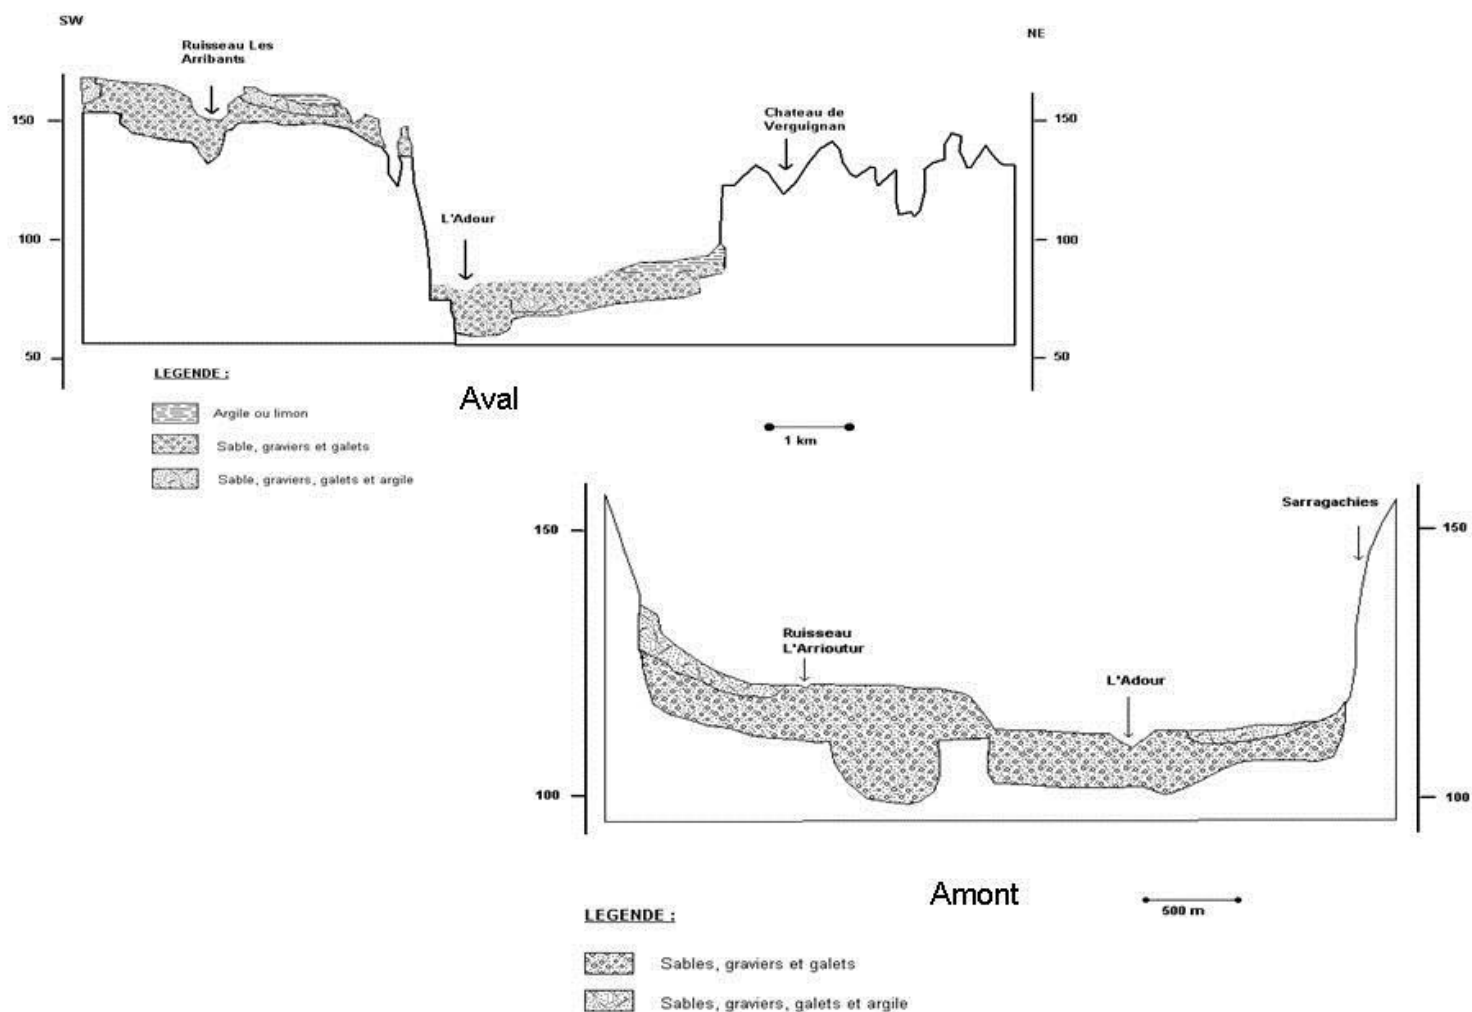 SW
NE
Ruisseau Les
Arribants
Chateau de
Verguignan
L'Adour
150
100
50
150
100
50
LEGENDE :
Argile ou limon
Sable, graviers et galets
Sable, graviers, galets et argile
Aval
1 km
Sarragachies
Ruisseau
L'Arrioutur
L'Adour
150
100
150
100
Amont
500 m
LEGENDE :
Sables, graviers et galets
Sables, graviers, galets et argile